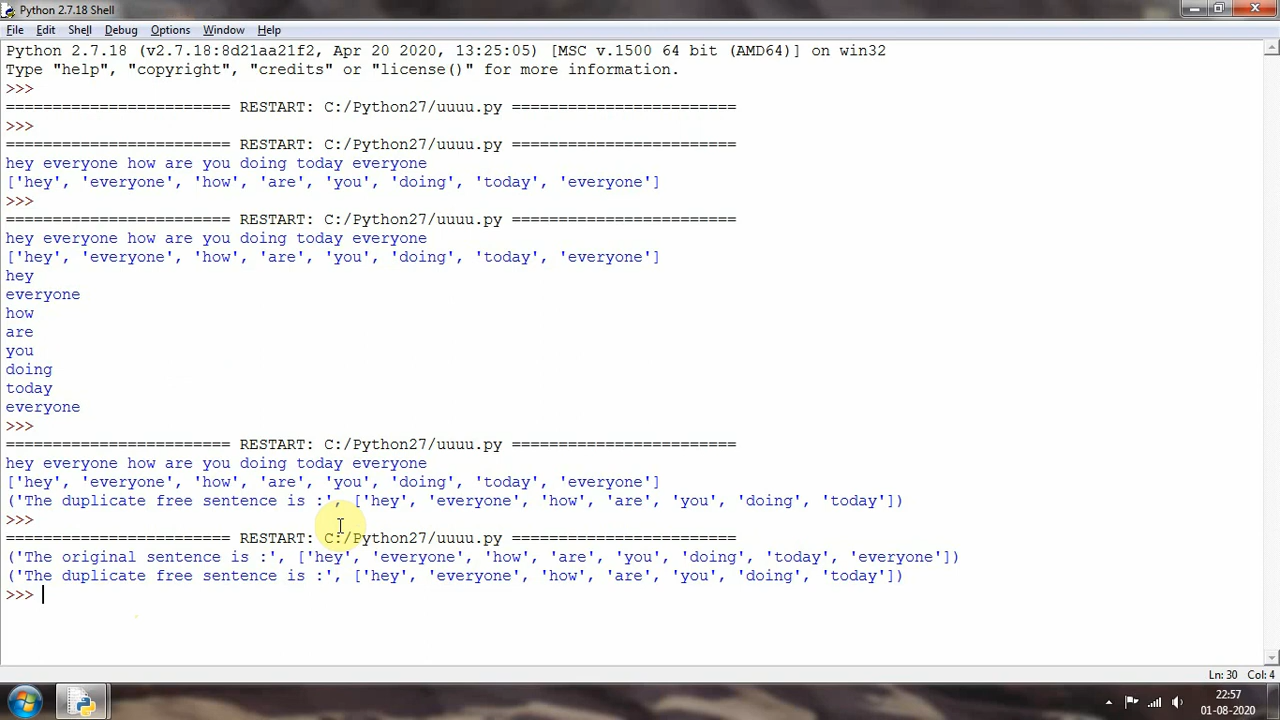 Python 2.7.18 Shell
File Edit Shell Debug Options Window Help
Python 2.7.18 (v2.7.18:8d21aa21f2, Apr 20 2020, 13:25:05) [MSC v.1500 64 bit (AMD64)] on win32
Type "help", "copyright", "credits" or "license()" for more information.
>>>
======================== RESTART: C:/Python27/uuuu.py ========================
>>>
======================== RESTART: C:/Python27/uuuu.py ========================
hey everyone how are you doing today everyone
['hey', 'everyone', 'how', 'are', 'you', 'doing', 'today', 'everyone']
>>>
======================== RESTART: C:/Python27/uuuu.py ========================
hey everyone how are you doing today everyone
['hey', 'everyone', 'how', 'are', 'you', 'doing', 'today', 'everyone']
hey
everyone
how
are
you
doing
today
everyone
>>>
======================== RESTART: C:/Python27/uuuu.py ========================
hey everyone how are you doing today everyone
['hey', 'everyone', 'how', 'are', 'you', 'doing', 'today', 'everyone']
('The duplicate free sentence is :', ['hey', 'everyone', 'how', 'are', 'you', 'doing', 'today'])
>>>
======================== RESTART: C:/Python27/uuuu.py ========================
('The original sentence is :', ['hey', 'everyone', 'how', 'are', 'you', 'doing', 'today', 'everyone'])
('The duplicate free sentence is :', ['hey', 'everyone', 'how', 'are', 'you', 'doing', 'today'])
>>>
Ln: 30 Col: 4
22:57
01-08-2020